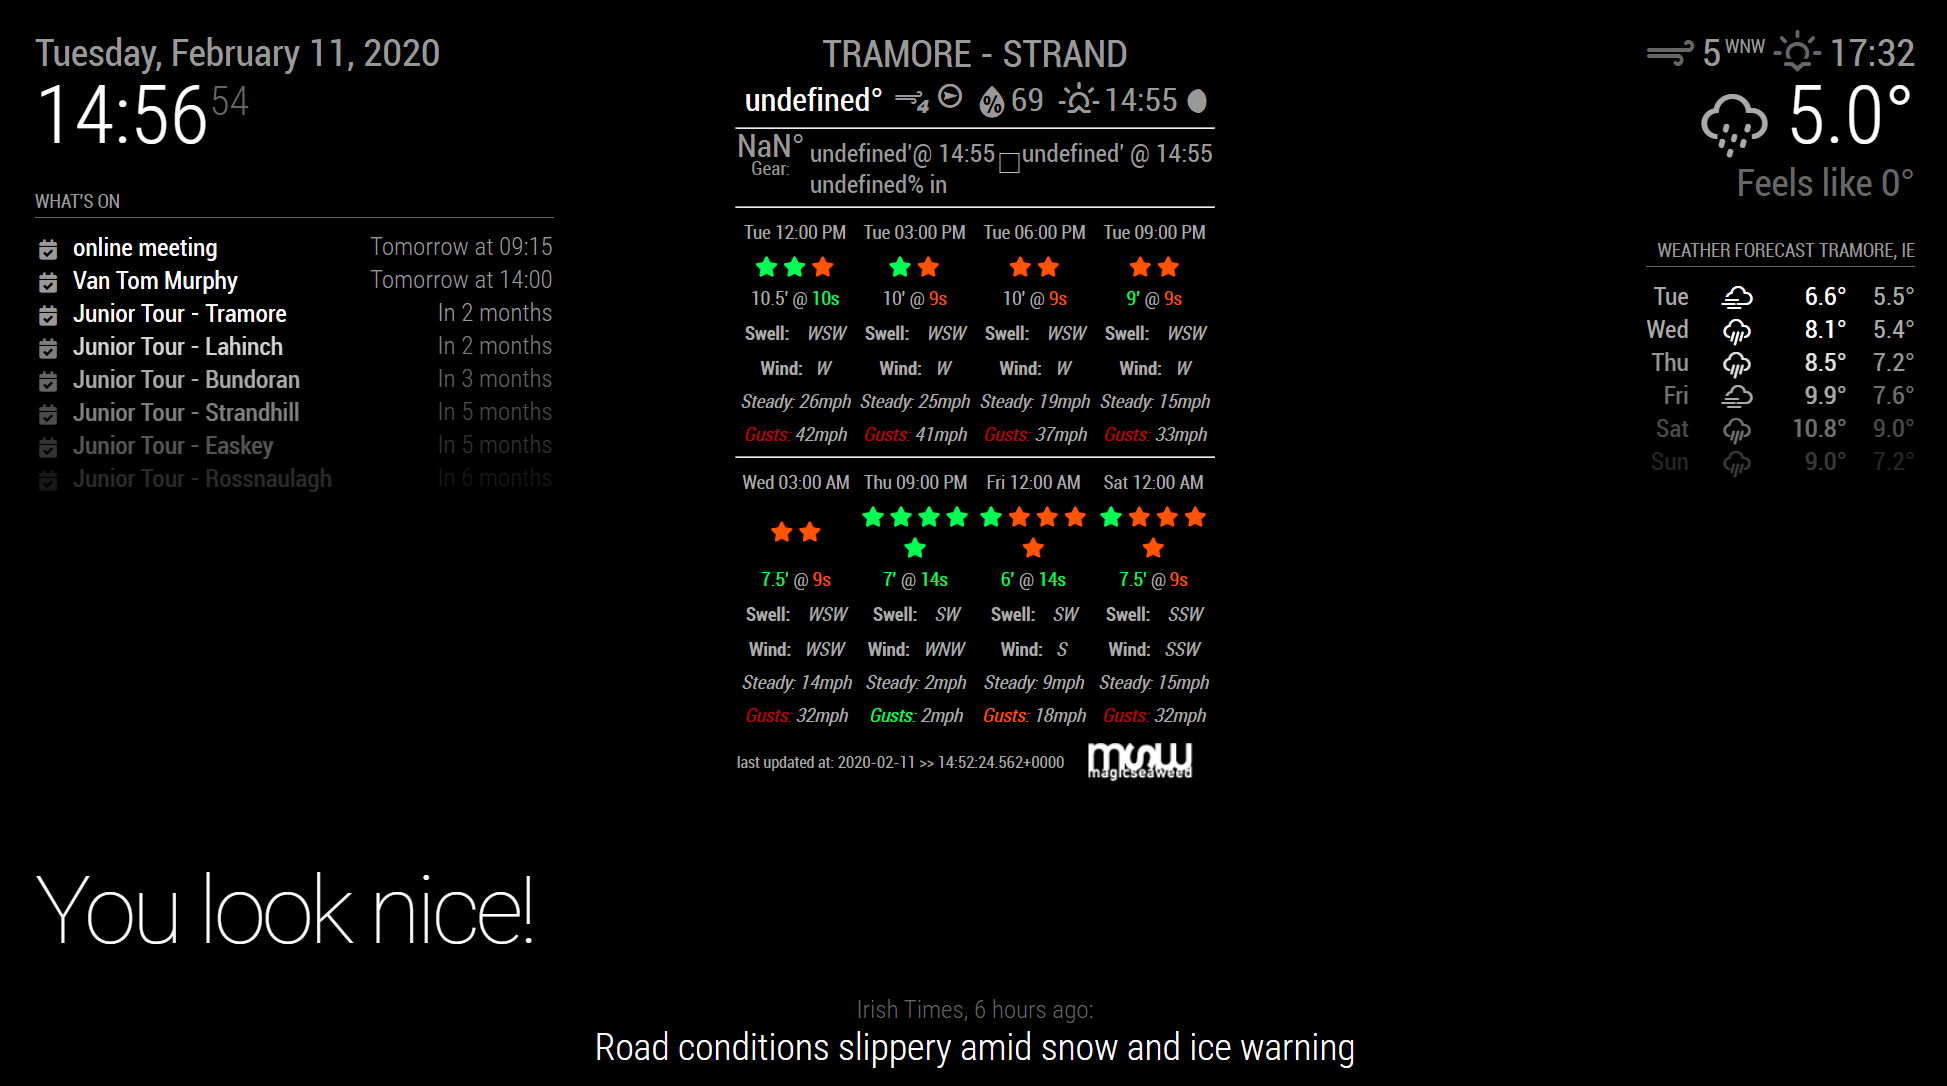 Tuesday, February 11, 2020
14:56 54
WHAT'S ON
online meeting Tomorrow at 09:15
Van Tom Murphy Tomorrow at 14:00
Junior Tour - Tramore In 2 months
Junior Tour - Lahinch In 2 months
Junior Tour - Bundoran In 3 months
Junior Tour - Strandhill In 5 months
Junior Tour - Easkey In 5 months
Junior Tour - Rossnaulagh In 6 months
TRAMORE - STRAND
undefined° 4 % 69 14:55
NaN° undefined'@ 14:55 undefined' @ 14:55
Gear: undefined% in
Tue 12:00 PM Tue 03:00 PM Tue 06:00 PM Tue 09:00 PM
10.5' @ 10s 10' @ 9s 10' @ 9s 9' @ 9s
Swell: WSW Swell: WSW Swell: WSW Swell: WSW
Wind: W Wind: W Wind: W Wind: W
Steady: 26mph Steady: 25mph Steady: 19mph Steady: 15mph
Gusts: 42mph Gusts: 41mph Gusts: 37mph Gusts: 33mph
Wed 03:00 AM Thu 09:00 PM Fri 12:00 AM Sat 12:00 AM
7.5' @ 9s 7' @ 14s 6' @ 14s 7.5' @ 9s
Swell: WSW Swell: SW Swell: SW Swell: SSW
Wind: WSW Wind: WNW Wind: S Wind: SSW
Steady: 14mph Steady: 2mph Steady: 9mph Steady: 15mph
Gusts: 32mph Gusts: 2mph Gusts: 18mph Gusts: 32mph
last updated at: 2020-02-11 >> 14:52:24.562+0000
msw
magicseaweed
5 WNW 17:32
5.0°
Feels like 0°
WEATHER FORECAST TRAMORE, IE
Tue 6.6° 5.5°
Wed 8.1° 5.4°
Thu 8.5° 7.2°
Fri 9.9° 7.6°
Sat 10.8° 9.0°
Sun 9.0° 7.2°
You look nice!
Irish Times, 6 hours ago:
Road conditions slippery amid snow and ice warning